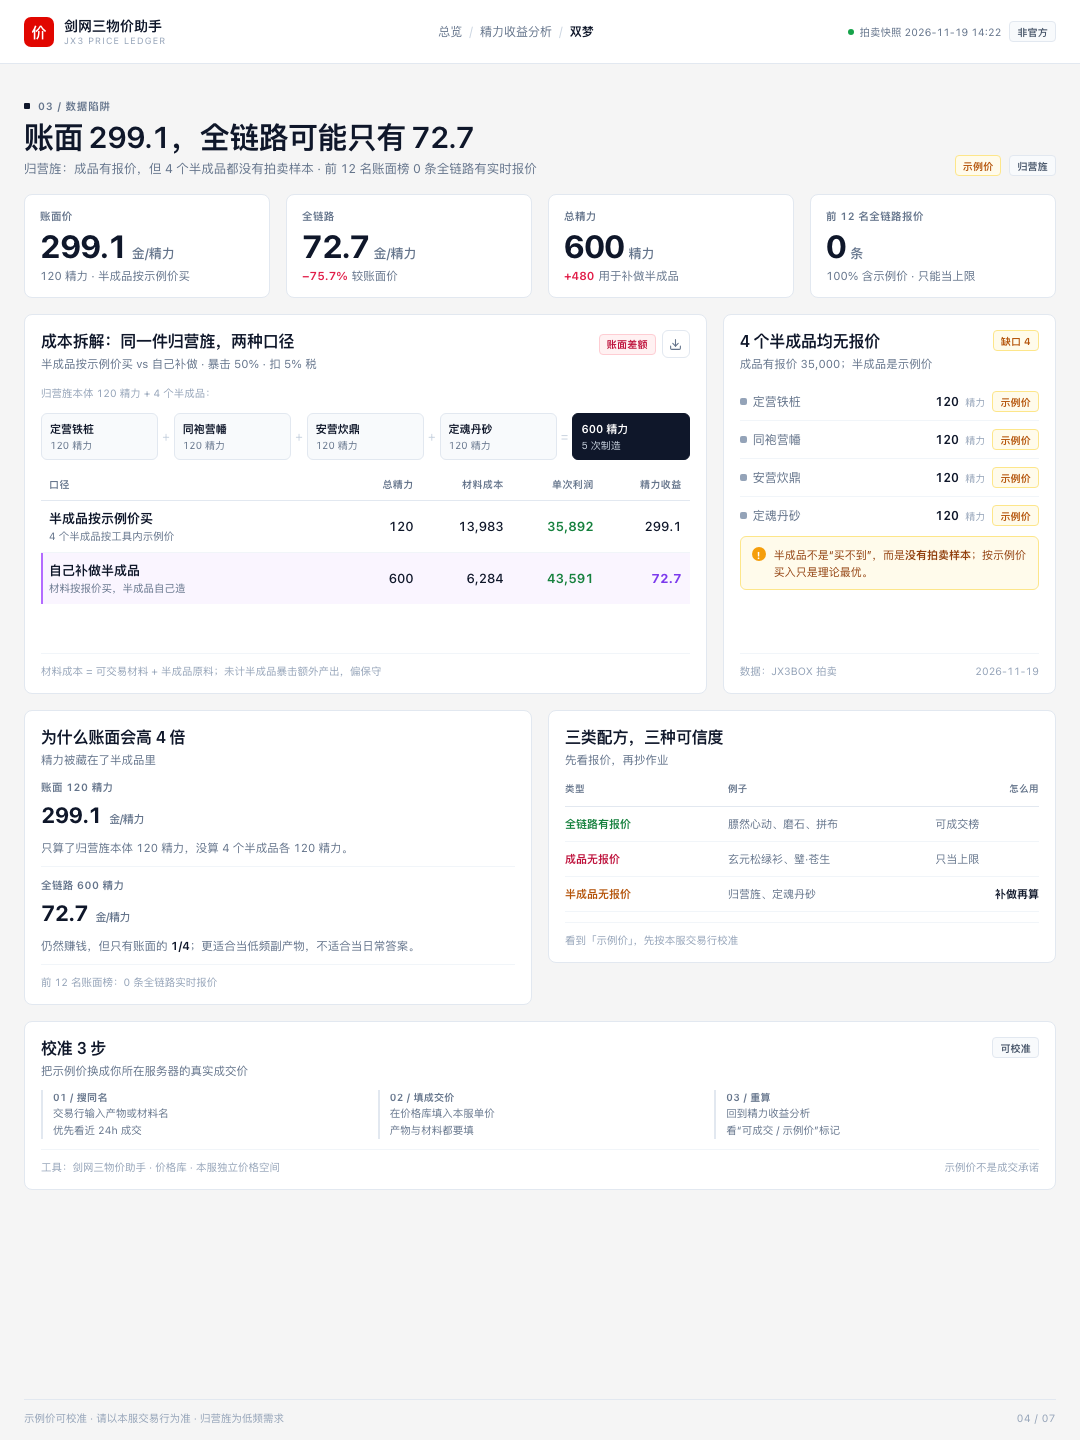 价
剑网三物价助手
JX3 PRICE LEDGER
总览 / 精力收益分析 / 双梦
拍卖快照 2026-11-19 14:22
非官方
03 / 数据陷阱
账面 299.1，全链路可能只有 72.7
归营旌：成品有报价，但 4 个半成品都没有拍卖样本 · 前 12 名账面榜 0 条全链路有实时报价
示例价
归营旌
账面价
299.1 金/精力
120 精力 · 半成品按示例价买
全链路
72.7 金/精力
−75.7% 较账面价
总精力
600 精力
+480 用于补做半成品
前 12 名全链路报价
0 条
100% 含示例价 · 只能当上限
成本拆解：同一件归营旌，两种口径
半成品按示例价买 vs 自己补做 · 暴击 50% · 扣 5% 税
账面差额
归营旌本体 120 精力 + 4 个半成品：
定营铁桩
120 精力
+
同袍营幡
120 精力
+
安营炊鼎
120 精力
+
定魂丹砂
120 精力
=
600 精力
5 次制造
口径 总精力 材料成本 单次利润 精力收益
半成品按示例价买
4 个半成品按工具内示例价
120 13,983 35,892 299.1
自己补做半成品
材料按报价买，半成品自己造
600 6,284 43,591 72.7
材料成本 = 可交易材料 + 半成品原料；未计半成品暴击额外产出，偏保守
4 个半成品均无报价
成品有报价 35,000；半成品是示例价
缺口 4
定营铁桩 120 精力 示例价
同袍营幡 120 精力 示例价
安营炊鼎 120 精力 示例价
定魂丹砂 120 精力 示例价
!
半成品不是“买不到”，而是没有拍卖样本；按示例价
买入只是理论最优。
数据：JX3BOX 拍卖
2026-11-19
为什么账面会高 4 倍
精力被藏在了半成品里
账面 120 精力
299.1 金/精力
只算了归营旌本体 120 精力，没算 4 个半成品各 120 精力。
全链路 600 精力
72.7 金/精力
仍然赚钱，但只有账面的 1/4；更适合当低频副产物，不适合当日常答案。
前 12 名账面榜：0 条全链路实时报价
三类配方，三种可信度
先看报价，再抄作业
类型 例子 怎么用
全链路有报价 膘然心动、磨石、拼布 可成交榜
成品无报价 玄元松绿衫、璧·苍生 只当上限
半成品无报价 归营旌、定魂丹砂 补做再算
看到「示例价」，先按本服交易行校准
校准 3 步
把示例价换成你所在服务器的真实成交价
可校准
01 / 搜同名
交易行输入产物或材料名
优先看近 24h 成交
02 / 填成交价
在价格库填入本服单价
产物与材料都要填
03 / 重算
回到精力收益分析
看“可成交 / 示例价”标记
工具：剑网三物价助手 · 价格库 · 本服独立价格空间
示例价不是成交承诺
示例价可校准 · 请以本服交易行为准 · 归营旌为低频需求
04 / 07